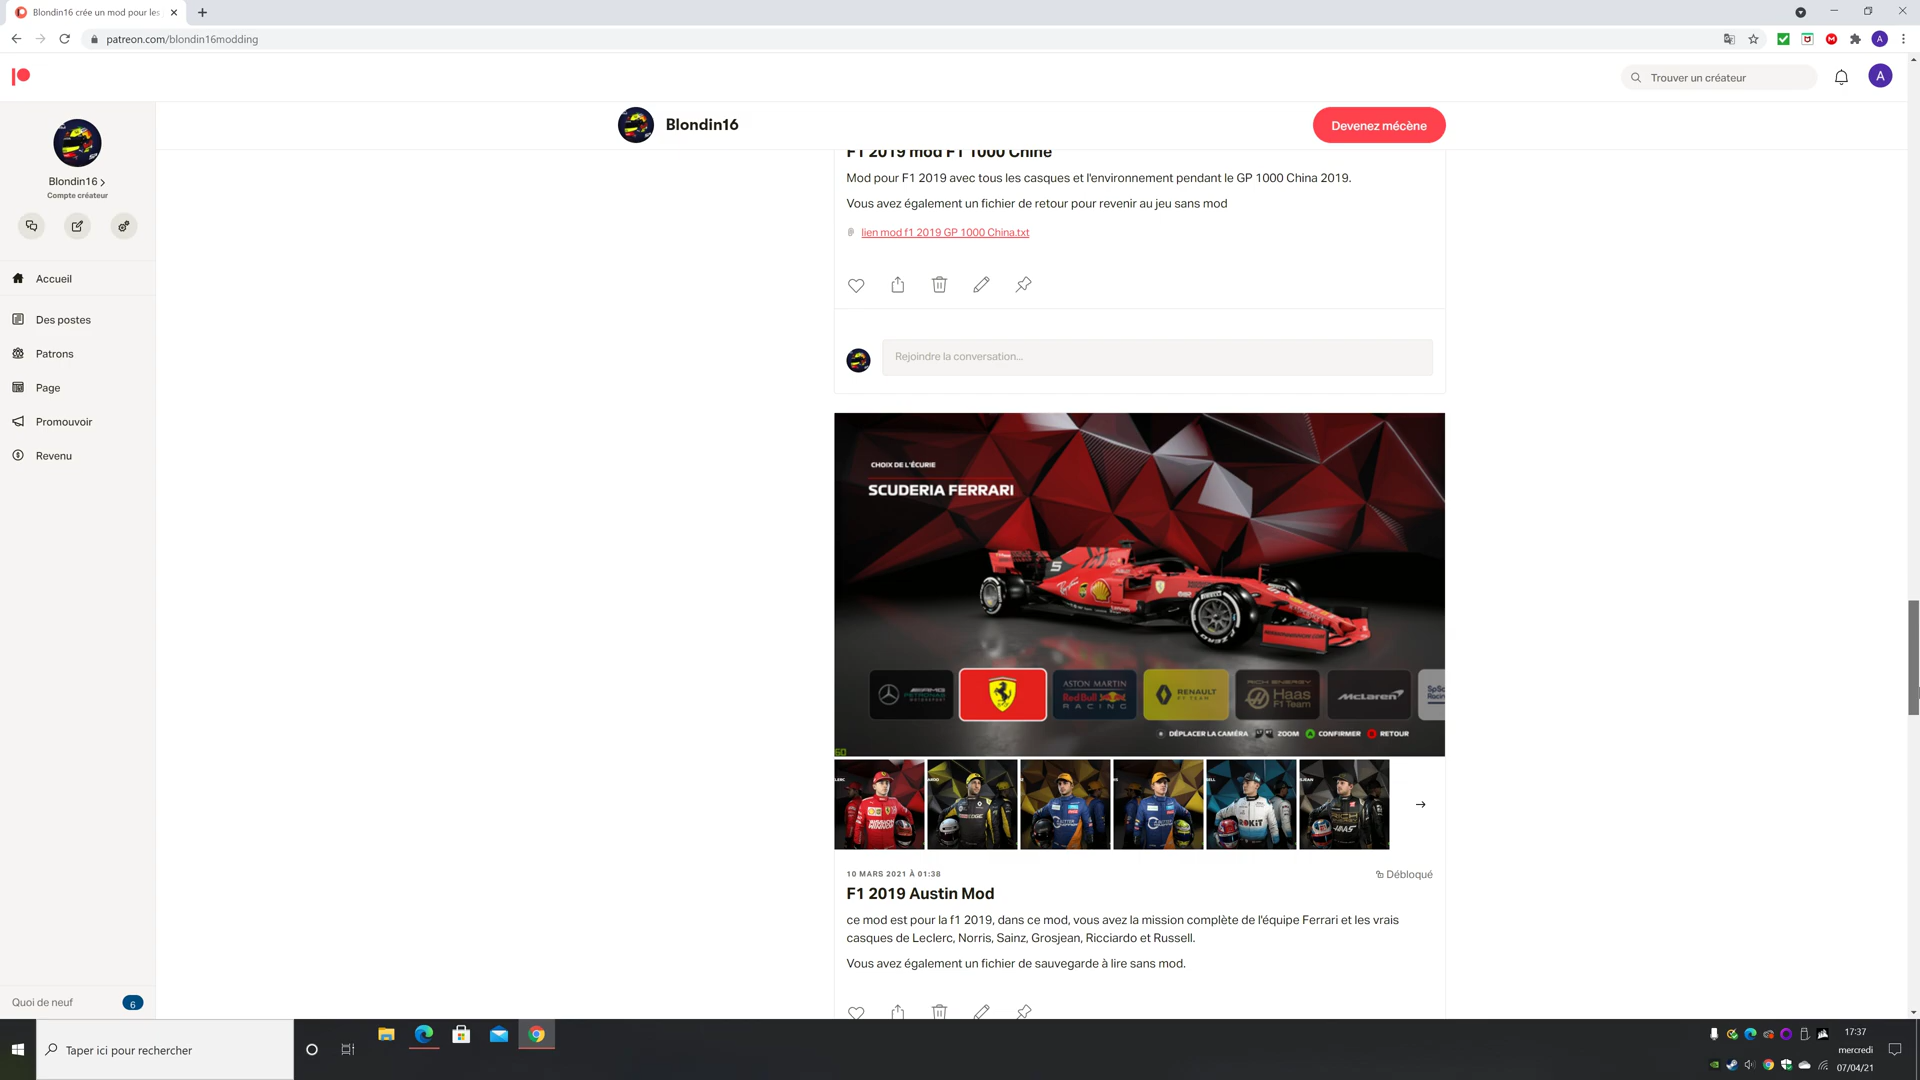 Blondin16 crée un mod pour les
patreon.com/blondin16modding
A
Trouver un créateur
A
Blondin16
Compte créateur
Accueil
Des postes
Patrons
Page
Promouvoir
Revenu
Quoi de neuf
6
Blondin16
Devenez mécène
F1 2019 mod F1 1000 Chine
Mod pour F1 2019 avec tous les casques et l'environnement pendant le GP 1000 China 2019.
Vous avez également un fichier de retour pour revenir au jeu sans mod
lien mod f1 2019 GP 1000 China.txt
Rejoindre la conversation...
CHOIX DE L'ÉCURIE
SCUDERIA FERRARI
5
ASTON MARTIN
Red Bull
RACING
RENAULT
F1 TEAM
RICH ENERGY
Haas
F1 Team
McLaren
DÉPLACER LA CAMÉRA
ZOOM
A CONFIRMER
RETOUR
60
ROKiT
HAAS
10 MARS 2021 À 01:38
Débloqué
F1 2019 Austin Mod
ce mod est pour la f1 2019, dans ce mod, vous avez la mission complète de l'équipe Ferrari et les vrais
casques de Leclerc, Norris, Sainz, Grosjean, Ricciardo et Russell.
Vous avez également un fichier de sauvegarde à lire sans mod.
Taper ici pour rechercher
17:37
mercredi
07/04/21